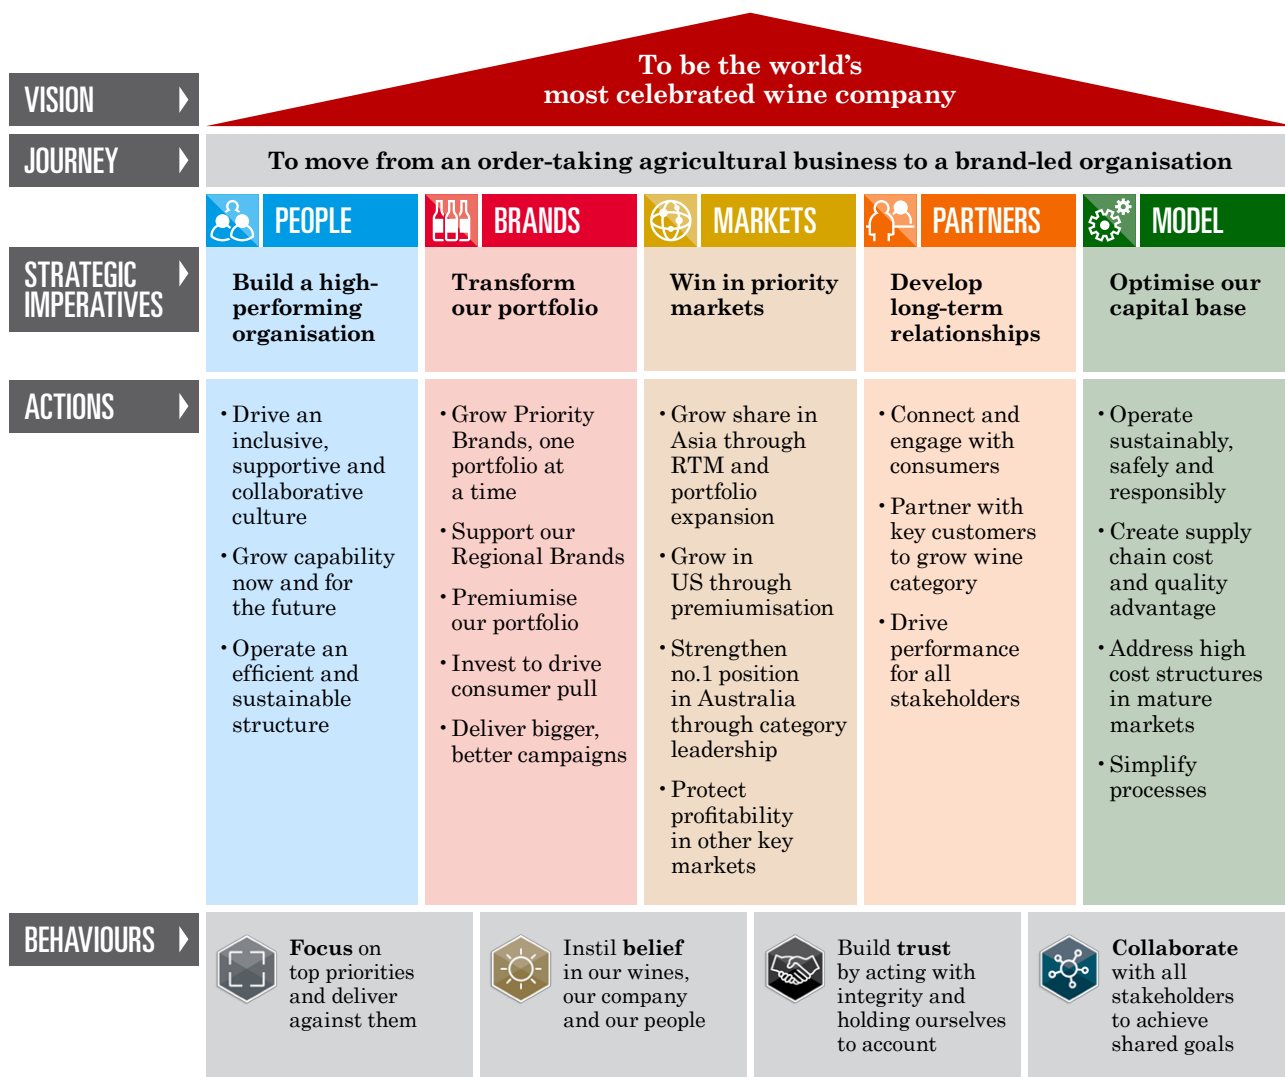 VISION
To be the world's
most celebrated wine company
JOURNEY
To move from an order-taking agricultural business to a brand-led organisation
PEOPLE
BRANDS
MARKETS
PARTNERS
MODEL
STRATEGIC
IMPERATIVES
Build a high-
performing
organisation
Transform
our portfolio
Win in priority
markets
Develop
long-term
relationships
Optimise our
capital base
ACTIONS
• Drive an
inclusive,
supportive and
collaborative
culture
• Grow capability
now and for
the future
• Operate an
efficient and
sustainable
structure
• Grow Priority
Brands, one
portfolio at
a time
• Support our
Regional Brands
• Premiumise
our portfolio
• Invest to drive
consumer pull
• Deliver bigger,
better campaigns
• Grow share in
Asia through
RTM and
portfolio
expansion
• Grow in
US through
premiumisation
• Strengthen
no.1 position
in Australia
through category
leadership
• Protect
profitability
in other key
markets
• Connect and
engage with
consumers
• Partner with
key customers
to grow wine
category
• Drive
performance
for all
stakeholders
• Operate
sustainably,
safely and
responsibly
• Create supply
chain cost
and quality
advantage
• Address high
cost structures
in mature
markets
• Simplify
processes
BEHAVIOURS
Focus on
top priorities
and deliver
against them
Instil belief
in our wines,
our company
and our people
Build trust
by acting with
integrity and
holding ourselves
to account
Collaborate
with all
stakeholders
to achieve
shared goals